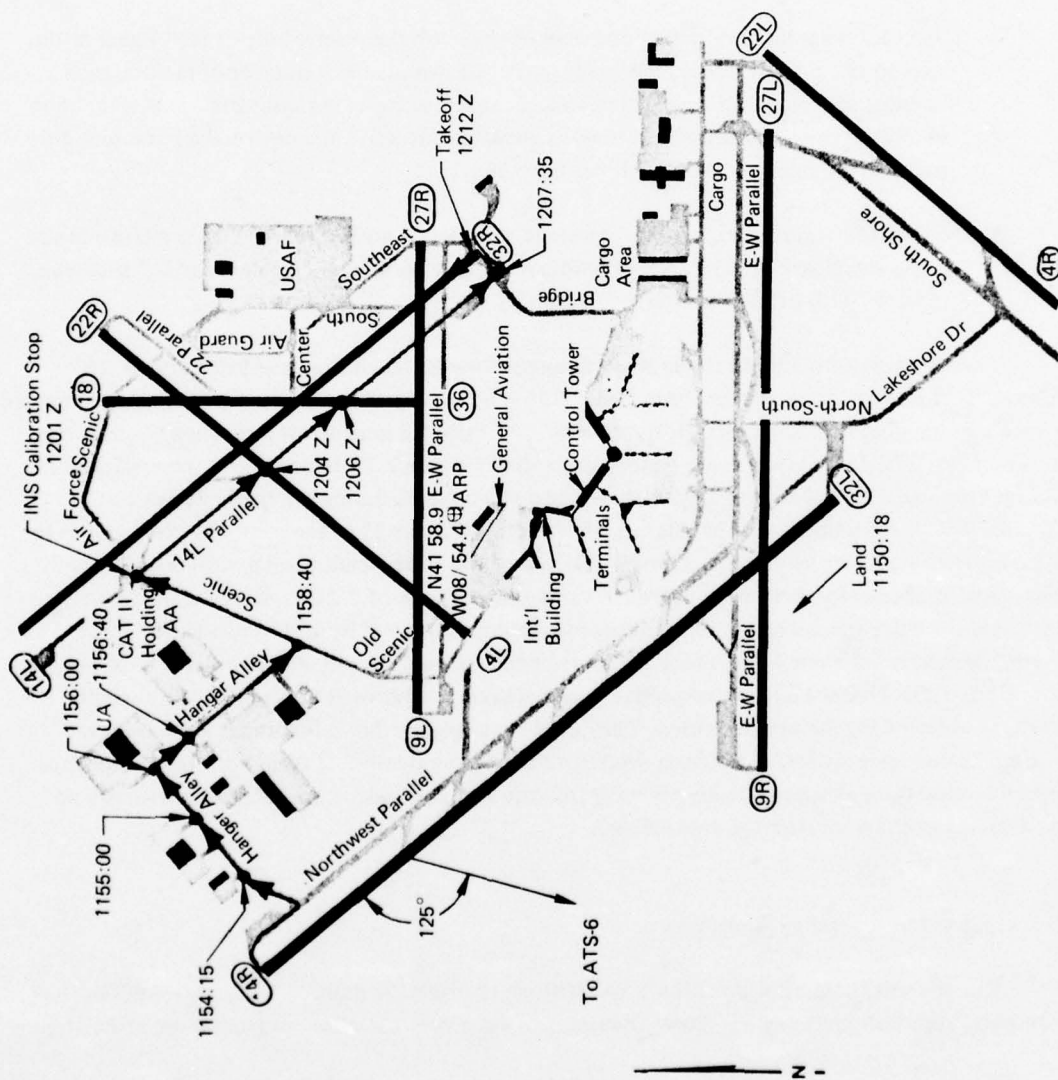 INS Calibration Stop
1201 Z
18
22R
22 Parallel
Air Force Scenic
Air Guard
USAF
Center
South
Southeast
27R
Takeoff
1212 Z
32R
1207:35
14L
CAT II
Holding
AA
14L Parallel
1204 Z
1206 Z
36
Scenic
1158:40
1156:00
1156:40
UA
Hangar Alley
Hanger Alley
1155:00
1154:15
Old
Scenic
9L
E-W Parallel
N41 58.9
W08/ 54.4
ARP
4L
General Aviation
Control Tower
Int'l
Building
Terminals
Bridge
Cargo
Area
Cargo
22L
27L
E-W Parallel
South Shore
4R
Lakeshore Dr
North-South
32L
Land
1150:18
E-W Parallel
9R
Northwest Parallel
*4R
125°
To ATS-6
N